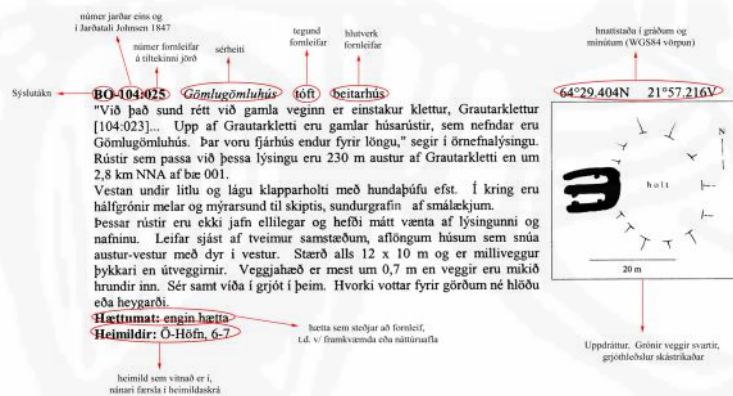 númer jarðar eins og
í Jarðatali Johnsen 1847
númer fornleifar
á tiltekinni jörð
sérheiti
tegund
fornleifar
hlutverk
fornleifar
hnattstaða í gráðum og
mínútum (WGS84 vörpun)
Sýslutákn
BO-104:025 Gömlugömluhús tóft beitarhús
64°29.404N 21°57.216V
"Við það sund rétt við gamla veginn er einstakur klettur, Grautarklettur
[104:023]... Upp af Grautarkletti eru gamlar húsarústir, sem nefndar eru
Gömlugömluhús. Þar voru fjárhús endur fyrir löngu," segir í örnefnalýsingu.
Rústir sem passa við þessa lýsingu eru 230 m austur af Grautarkletti en um
2,8 km NNA af bæ 001.
Vestan undir litlu og lágu klapparholti með hundaþúfu efst. Í kring eru
hálfgrónir melar og mýrarsund til skiptis, sundurgrafin af smálækjum.
Þessar rústir eru ekki jafn ellilegar og hefði mátt vænta af lýsingunni og
nafninu. Leifar sjást af tveimur samstæðum, aflöngum húsum sem snúa
austur-vestur með dyr í vestur. Stærð alls 12 x 10 m og er milliveggur
þykkari en útveggirnir. Veggjahæð er mest um 0,7 m en veggir eru mikið
hrundir inn. Sér samt víða í grjót í þeim. Hvorki vottar fyrir görðum né hlöðu
eða heygarði.
Hættumat: engin hætta
Heimildir: Ö-Höfn, 6-7
N
holt
20 m
hætta sem steðjar að fornleif,
t.d. v/ framkvæmda eða náttúruafla
heimild sem vitnað er í,
nánari færsla í heimildaskrá
Uppdráttur. Grónir veggir svartir,
grjóthleðslur skástrikaðar